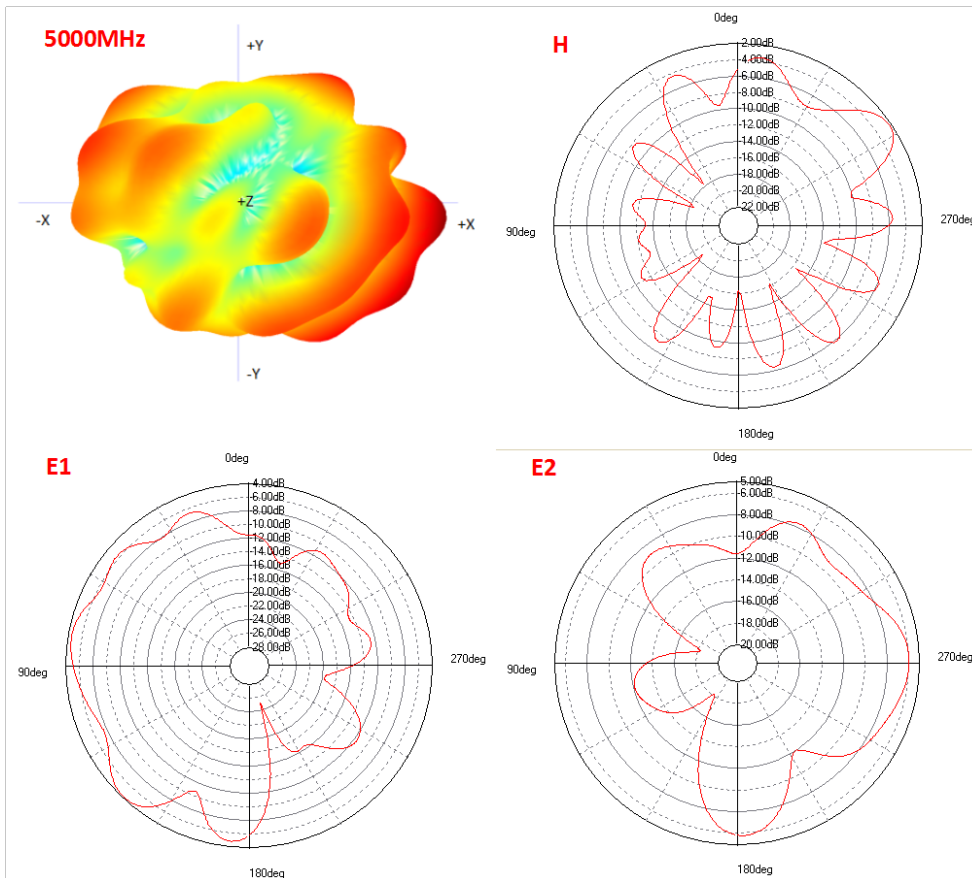 5000MHz
+Y
-X
+Z
+X
-Y
H
0deg
2.00dB
4.00dB
6.00dB
8.00dB
10.00dB
12.00dB
14.00dB
16.00dB
18.00dB
20.00dB
22.00dB
90deg
270deg
180deg
E1
0deg
4.00dB
6.00dB
8.00dB
10.00dB
12.00dB
14.00dB
16.00dB
18.00dB
20.00dB
22.00dB
24.00dB
26.00dB
28.00dB
90deg
270deg
180deg
E2
0deg
5.00dB
6.00dB
8.00dB
10.00dB
12.00dB
14.00dB
16.00dB
18.00dB
20.00dB
90deg
270deg
180deg